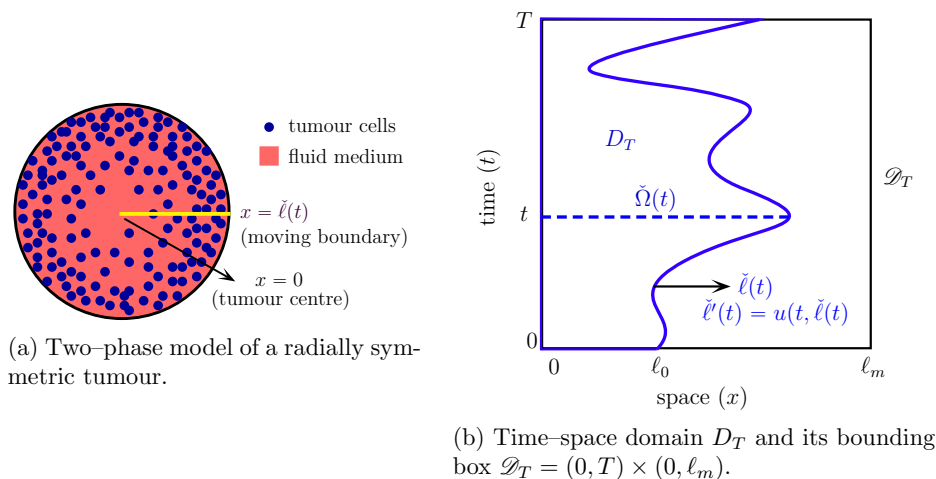 tumour cells
fluid medium
x = ℓ̌(t)
(moving boundary)
x = 0
(tumour centre)
(a) Two–phase model of a radially sym-
metric tumour.
T
D_T
𝒟_T
time (t)
Ω̌(t)
t
ℓ̌(t)
ℓ̌′(t) = u(t, ℓ̌(t)
0
0
ℓ_0
ℓ_m
space (x)
(b) Time–space domain D_T and its bounding
box 𝒟_T = (0, T) × (0, ℓ_m).